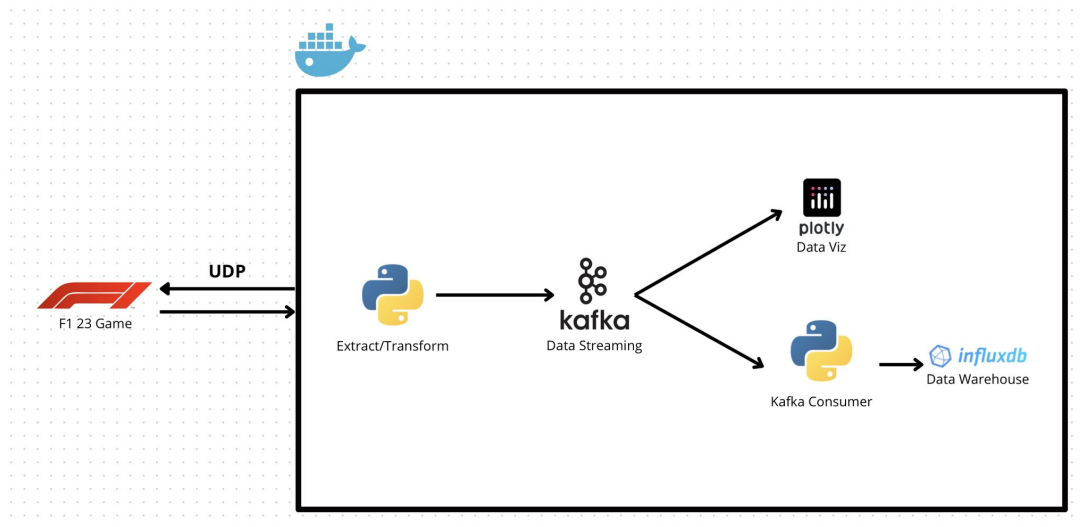 UDP
F1 23 Game
Extract/Transform
kafka
Data Streaming
plotly
Data Viz
Kafka Consumer
influxdb
Data Warehouse